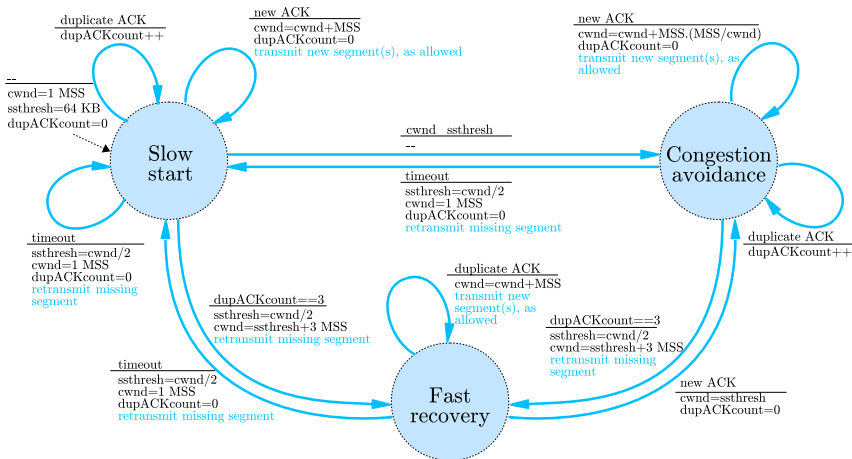 duplicate ACK
dupACKcount++
new ACK
cwnd=cwnd+MSS
dupACKcount=0
transmit new segment(s), as allowed
new ACK
cwnd=cwnd+MSS.(MSS/cwnd)
dupACKcount=0
transmit new segment(s), as
allowed
--
cwnd=1 MSS
ssthresh=64 KB
dupACKcount=0
Slow
start
cwnd ssthresh
--
Congestion
avoidance
timeout
ssthresh=cwnd/2
cwnd=1 MSS
dupACKcount=0
retransmit missing segment
timeout
ssthresh=cwnd/2
cwnd=1 MSS
dupACKcount=0
retransmit missing
segment
duplicate ACK
dupACKcount++
duplicate ACK
cwnd=cwnd+MSS
transmit new
segment(s), as
allowed
dupACKcount==3
ssthresh=cwnd/2
cwnd=ssthresh+3 MSS
retransmit missing segment
dupACKcount==3
ssthresh=cwnd/2
cwnd=ssthresh+3 MSS
retransmit missing
segment
timeout
ssthresh=cwnd/2
cwnd=1 MSS
dupACKcount=0
retransmit missing segment
Fast
recovery
new ACK
cwnd=ssthresh
dupACKcount=0